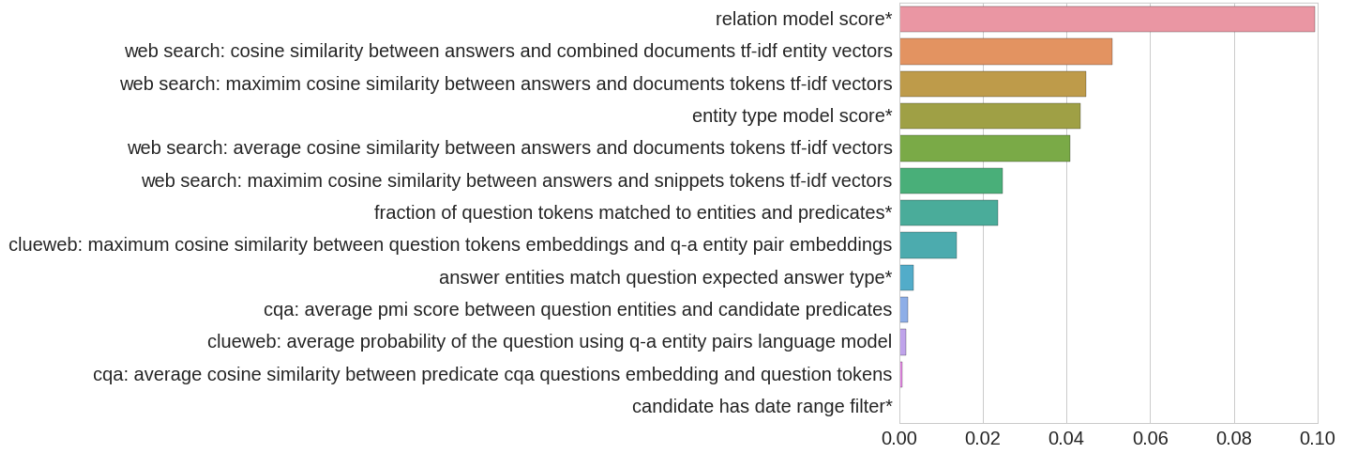 relation model score*
web search: cosine similarity between answers and combined documents tf-idf entity vectors
web search: maximim cosine similarity between answers and documents tokens tf-idf vectors
entity type model score*
web search: average cosine similarity between answers and documents tokens tf-idf vectors
web search: maximim cosine similarity between answers and snippets tokens tf-idf vectors
fraction of question tokens matched to entities and predicates*
clueweb: maximum cosine similarity between question tokens embeddings and q-a entity pair embeddings
answer entities match question expected answer type*
cqa: average pmi score between question entities and candidate predicates
clueweb: average probability of the question using q-a entity pairs language model
cqa: average cosine similarity between predicate cqa questions embedding and question tokens
candidate has date range filter*
0.00 0.02 0.04 0.06 0.08 0.10